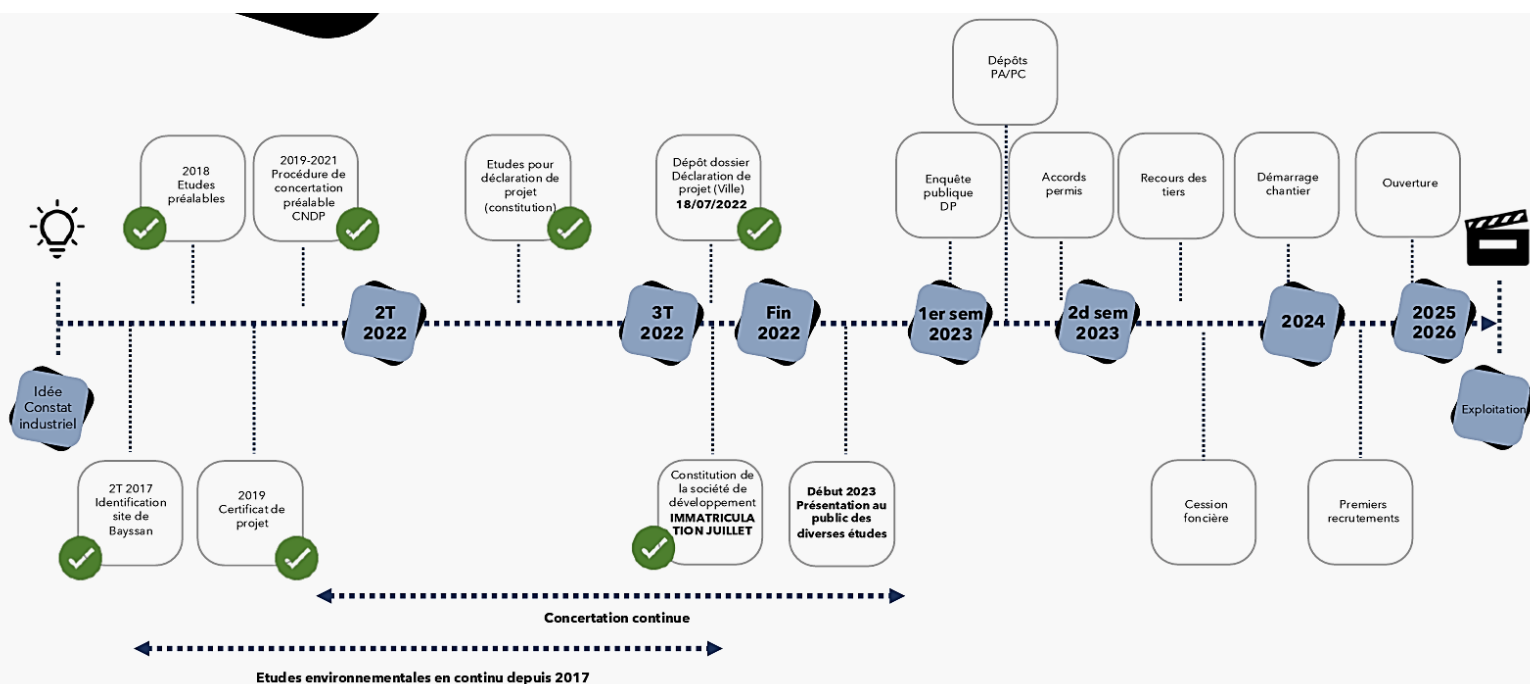 Dépôts
PA/PC
2018
Etudes
préalables
2019-2021
Procédure de
concertation
préalable
CNDP
Etudes pour
déclaration de
projet
(constitution)
Dépôt dossier
Déclaration de
projet (Ville)
18/07/2022
Enquête
publique
DP
Accords
permis
Recours des
tiers
Démarrage
chantier
Ouverture
2T
2022
3T
2022
Fin
2022
1er sem
2023
2d sem
2023
2024
2025
2026
Idée
Constat
industriel
Exploitation
2T 2017
Identification
site de
Bayssan
2019
Certificat de
projet
Constitution de
la société de
développement
IMMATRICULA
TION JUILLET
Début 2023
Présentation au
public des
diverses études
Cession
foncière
Premiers
recrutements
Concertation continue
Etudes environementales en continu depuis 2017